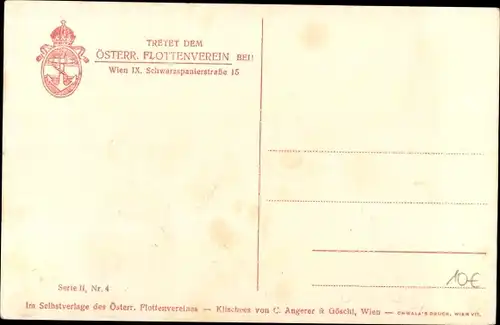 TRETET DEM
ÖSTERR. FLOTTENVEREIN BEI!
Wien IX. Schwarzspanierstraße 15
10€
Serie II, Nr. 4
Im Selbstverlage des Österr. Flottenvereines — Klischees von C. Angerer & Göschl, Wien — CHWALA'S DRUCK, WIEN VII.